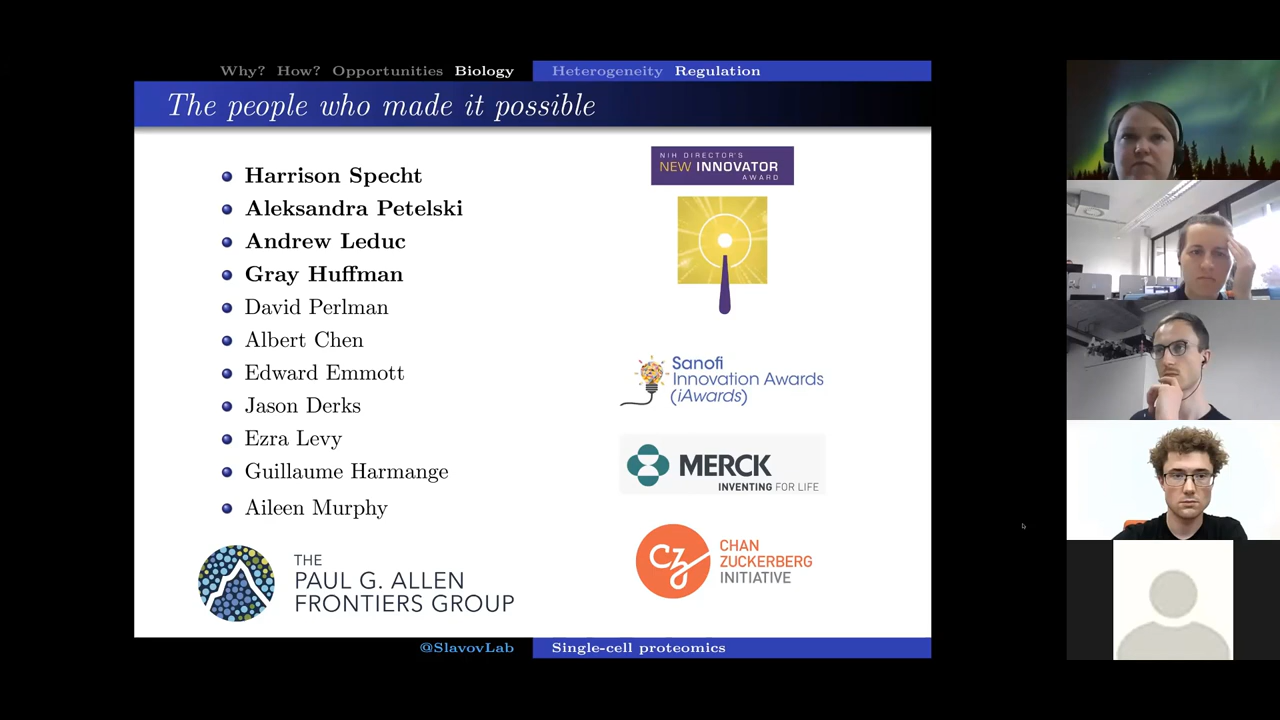 Why? How? Opportunities Biology
Heterogeneity Regulation
The people who made it possible
Harrison Specht
Aleksandra Petelski
Andrew Leduc
Gray Huffman
David Perlman
Albert Chen
Edward Emmott
Jason Derks
Ezra Levy
Guillaume Harmange
Aileen Murphy
THE
PAUL G. ALLEN
FRONTIERS GROUP
NIH DIRECTOR'S
NEW INNOVATOR
AWARD
Sanofi
Innovation Awards
(iAwards)
MERCK
INVENTING FOR LIFE
CZ
CHAN
ZUCKERBERG
INITIATIVE
@SlavovLab
Single-cell proteomics